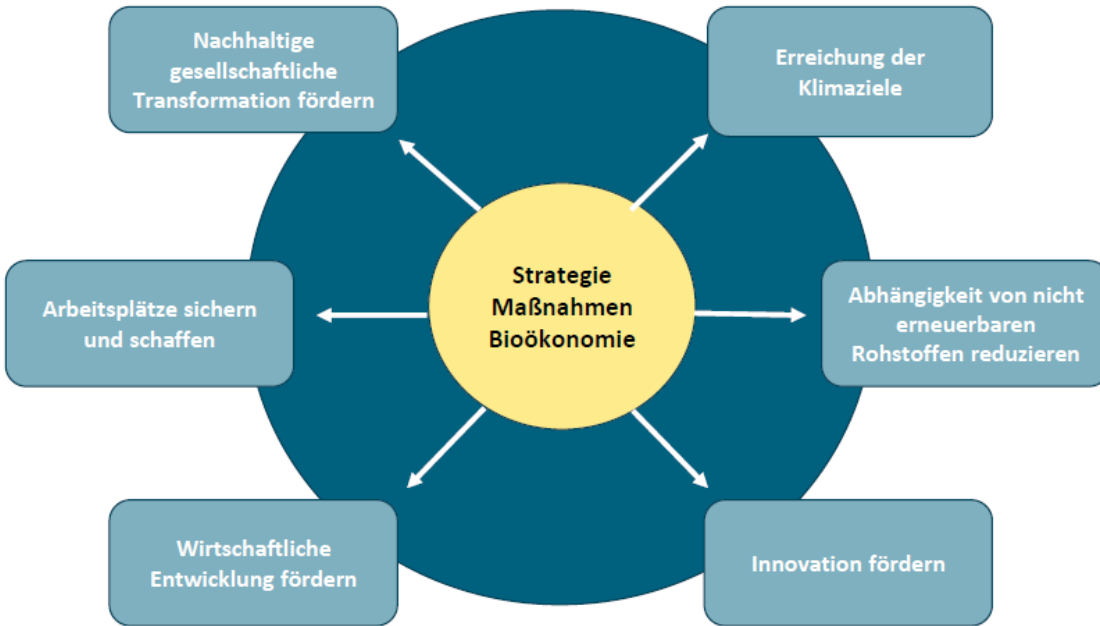 Nachhaltige
gesellschaftliche
Transformation fördern
Erreichung der
Klimaziele
Arbeitsplätze sichern
und schaffen
Strategie
Maßnahmen
Bioökonomie
Abhängigkeit von nicht
erneuerbaren
Rohstoffen reduzieren
Wirtschaftliche
Entwicklung fördern
Innovation fördern